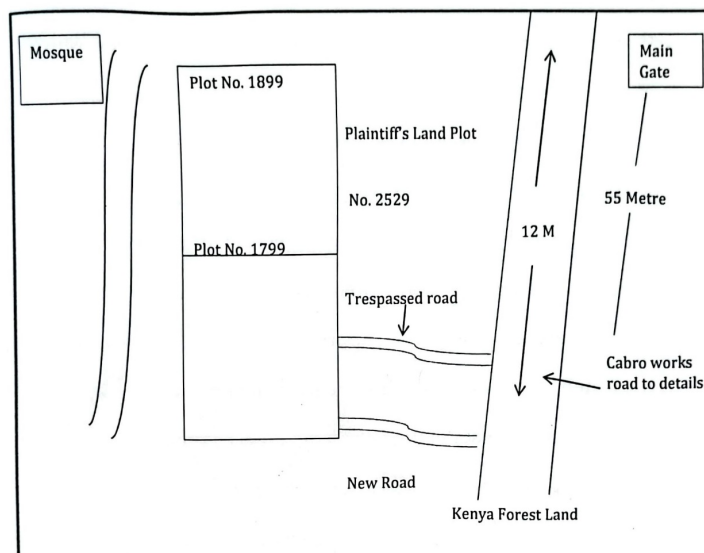 Mosque
Plot No. 1899
Main
Gate
Plaintiff's Land Plot
No. 2529
55 Metre
12 M
Plot No. 1799
Trespassed road
Cabro works
road to details
New Road
Kenya Forest Land